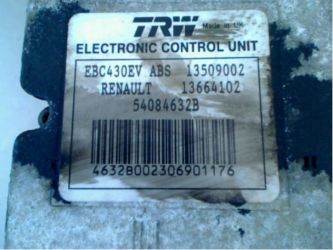 TRW
Made in UK
ELECTRONIC CONTROL UNIT
EBC430EV ABS 13509002
RENAULT 13664102
54084632B
4632B002306901176